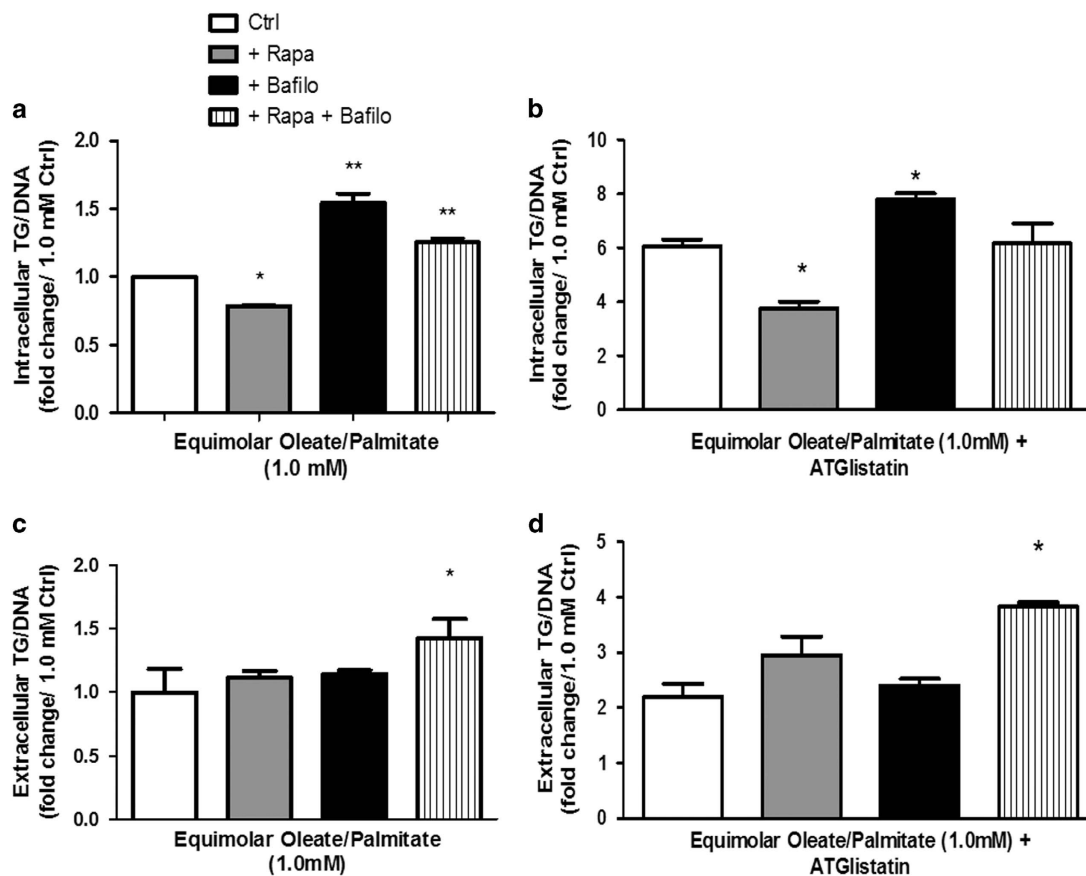 Ctrl
+ Rapa
+ Bafilo
+ Rapa + Bafilo
a
Intracellular TG/DNA
(fold change/ 1.0 mM Ctrl)
2.0
1.5
1.0
0.5
0.0
*
**
**
Equimolar Oleate/Palmitate
(1.0 mM)
b
Intracellular TG/DNA
(fold change/ 1.0 mM Ctrl)
10
8
6
4
2
0
*
*
Equimolar Oleate/Palmitate (1.0mM) +
ATGlistatin
c
Extracellular TG/DNA
(fold change/ 1.0 mM Ctrl)
2.0
1.5
1.0
0.5
0.0
*
Equimolar Oleate/Palmitate
(1.0mM)
d
Extracellular TG/DNA
(fold change/1.0 mM Ctrl)
5
4
3
2
1
0
*
Equimolar Oleate/Palmitate (1.0mM) +
ATGlistatin